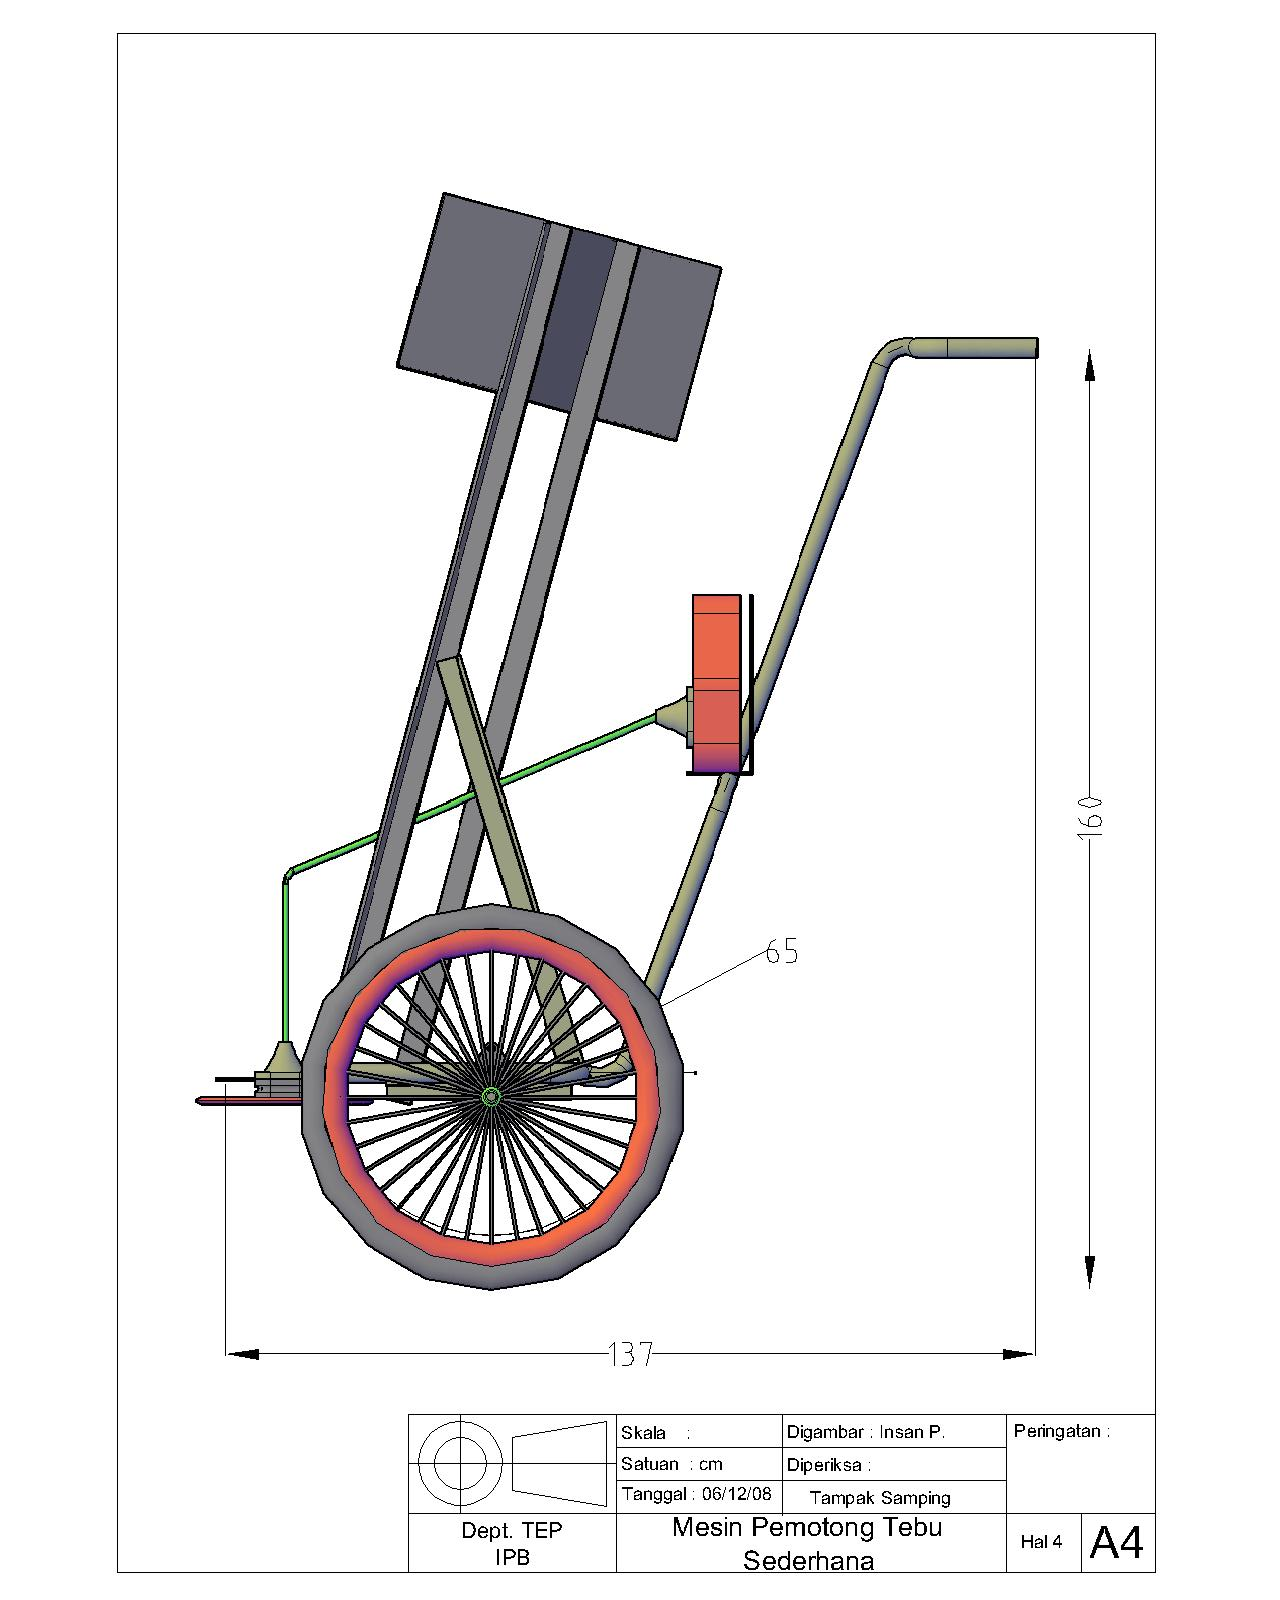 160
65
137
Skala :
Digambar : Insan P.
Peringatan :
Satuan : cm
Diperiksa :
Tanggal : 06/12/08
Tampak Samping
Dept. TEP
IPB
Mesin Pemotong Tebu
Sederhana
Hal 4
A4